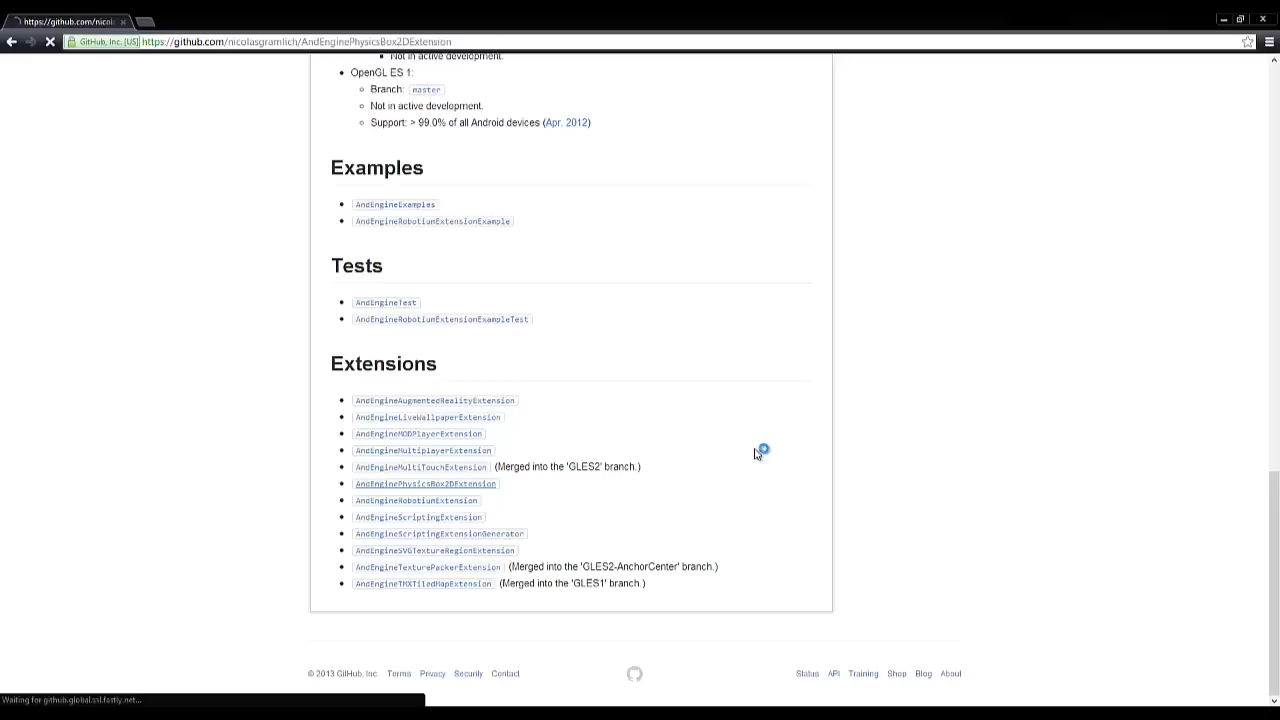 https://github.com/nicol
GitHub, Inc. [US] https://github.com/nicolasgramlich/AndEnginePhysicsBox2DExtension
Not in active development.
OpenGL ES 1:
Branch: master
Not in active development.
Support: > 99.0% of all Android devices (Apr. 2012)
Examples
AndEngineExamples
AndEngineRobotiumExtensionExample
Tests
AndEngineTest
AndEngineRobotiumExtensionExampleTest
Extensions
AndEngineAugmentedRealityExtension
AndEngineLiveWallpaperExtension
AndEngineMODPlayerExtension
AndEngineMultiplayerExtension
AndEngineMultiTouchExtension (Merged into the 'GLES2' branch.)
AndEnginePhysicsBox2DExtension
AndEngineRobotiumExtension
AndEngineScriptingExtension
AndEngineScriptingExtensionGenerator
AndEngineSVGTextureRegionExtension
AndEngineTexturePackerExtension (Merged into the 'GLES2-AnchorCenter' branch.)
AndEngineTMXTiledMapExtension (Merged into the 'GLES1' branch.)
© 2013 GitHub, Inc. Terms Privacy Security Contact Status API Training Shop Blog About
Waiting for github.global.ssl.fastly.net...